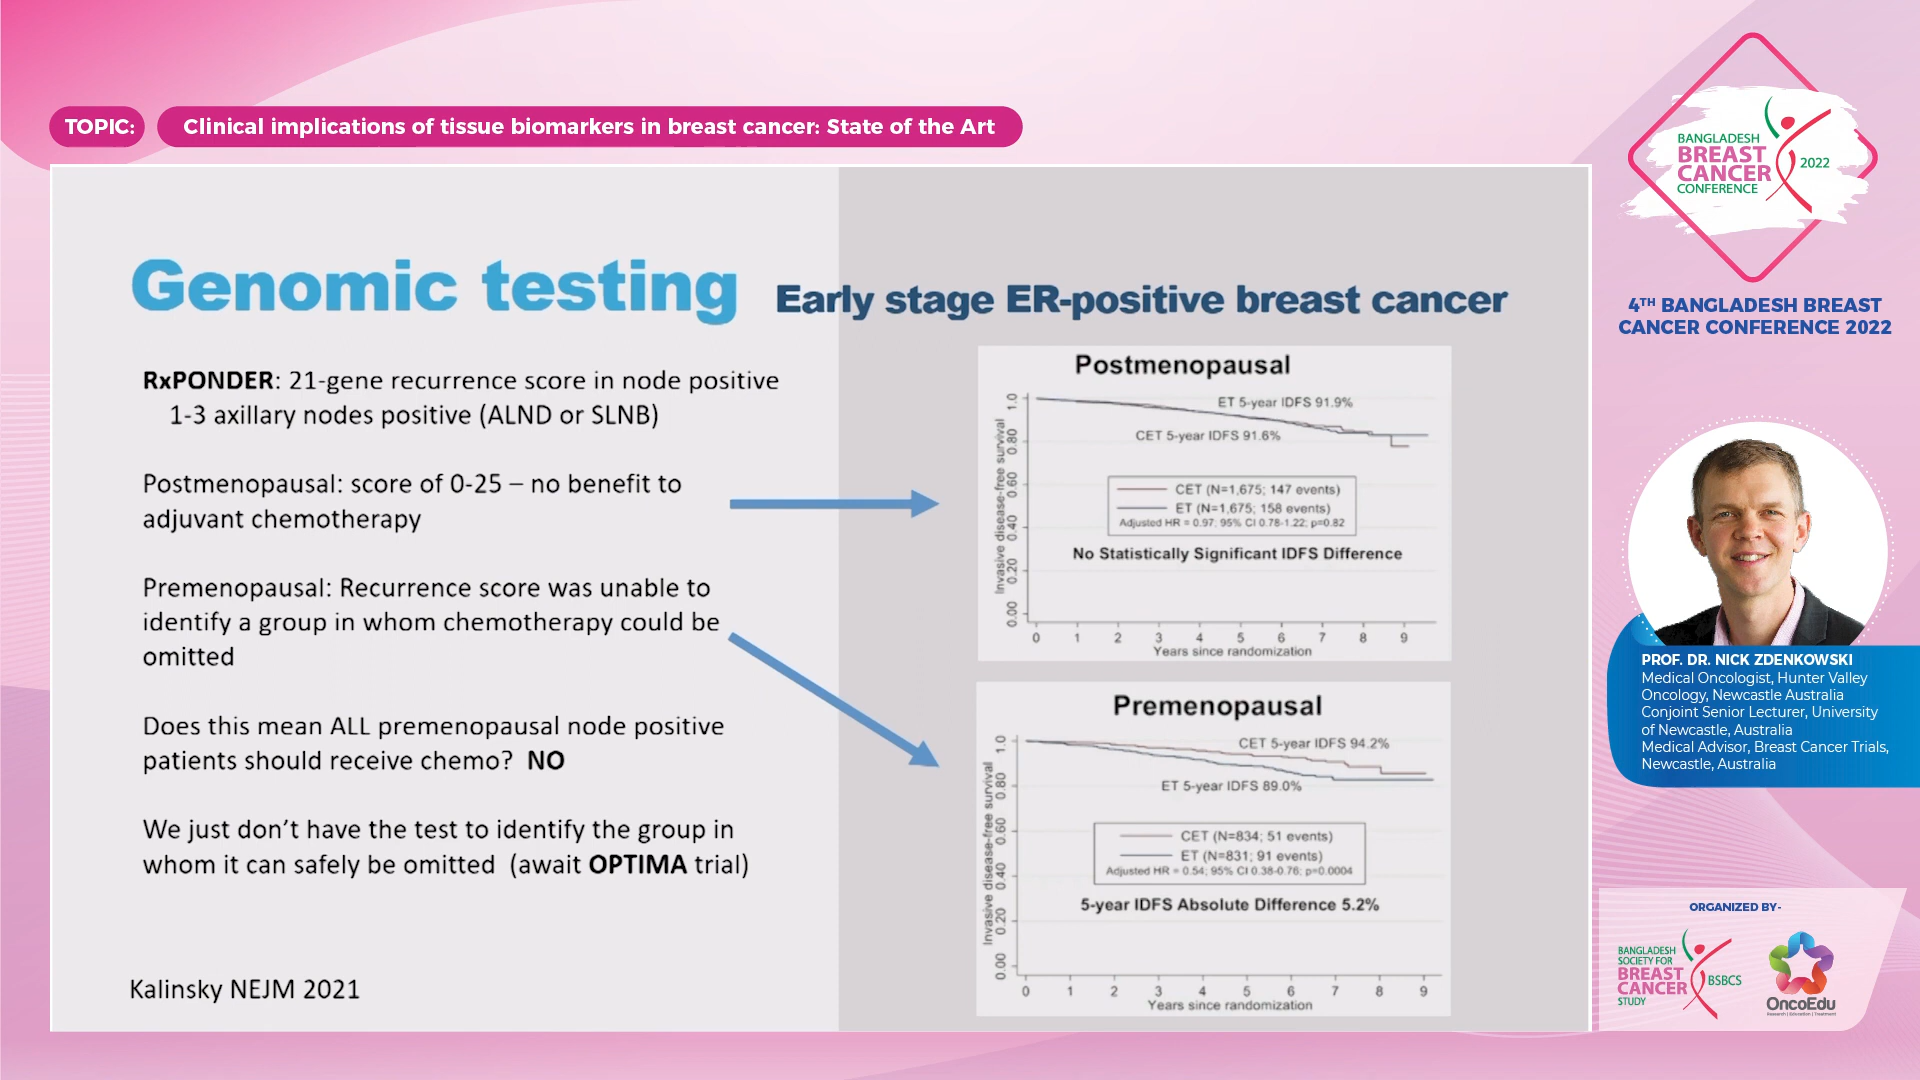 TOPIC:
Clinical implications of tissue biomarkers in breast cancer: State of the Art
Genomic testing
Early stage ER-positive breast cancer
RxPONDER: 21-gene recurrence score in node positive
1-3 axillary nodes positive (ALND or SLNB)
Postmenopausal: score of 0-25 – no benefit to
adjuvant chemotherapy
Premenopausal: Recurrence score was unable to
identify a group in whom chemotherapy could be
omitted
Does this mean ALL premenopausal node positive
patients should receive chemo? NO
We just don't have the test to identify the group in
whom it can safely be omitted (await OPTIMA trial)
Kalinsky NEJM 2021
Postmenopausal
ET 5-year IDFS 91.9%
CET 5-year IDFS 91.6%
CET (N=1,675; 147 events)
ET (N=1,675; 158 events)
Adjusted HR = 0.97; 95% CI 0.78-1.22; p=0.82
No Statistically Significant IDFS Difference
Invasive disease-free survival
1.0
0.80
0.60
0.40
0.20
0.00
0 1 2 3 4 5 6 7 8 9
Years since randomization
Premenopausal
CET 5-year IDFS 94.2%
ET 5-year IDFS 89.0%
CET (N=834; 51 events)
ET (N=831; 91 events)
Adjusted HR = 0.54; 95% CI 0.38-0.76; p=0.0004
5-year IDFS Absolute Difference 5.2%
Invasive disease-free survival
1.0
0.80
0.60
0.40
0.20
0.00
0 1 2 3 4 5 6 7 8 9
Years since randomization
BANGLADESH
BREAST
CANCER
CONFERENCE
2022
4TH BANGLADESH BREAST
CANCER CONFERENCE 2022
PROF. DR. NICK ZDENKOWSKI
Medical Oncologist, Hunter Valley
Oncology, Newcastle Australia
Conjoint Senior Lecturer, University
of Newcastle, Australia
Medical Advisor, Breast Cancer Trials,
Newcastle, Australia
ORGANIZED BY-
BANGLADESH
SOCIETY FOR
BREAST
CANCER
STUDY
BSBCS
OncoEdu
Research | Education | Treatment